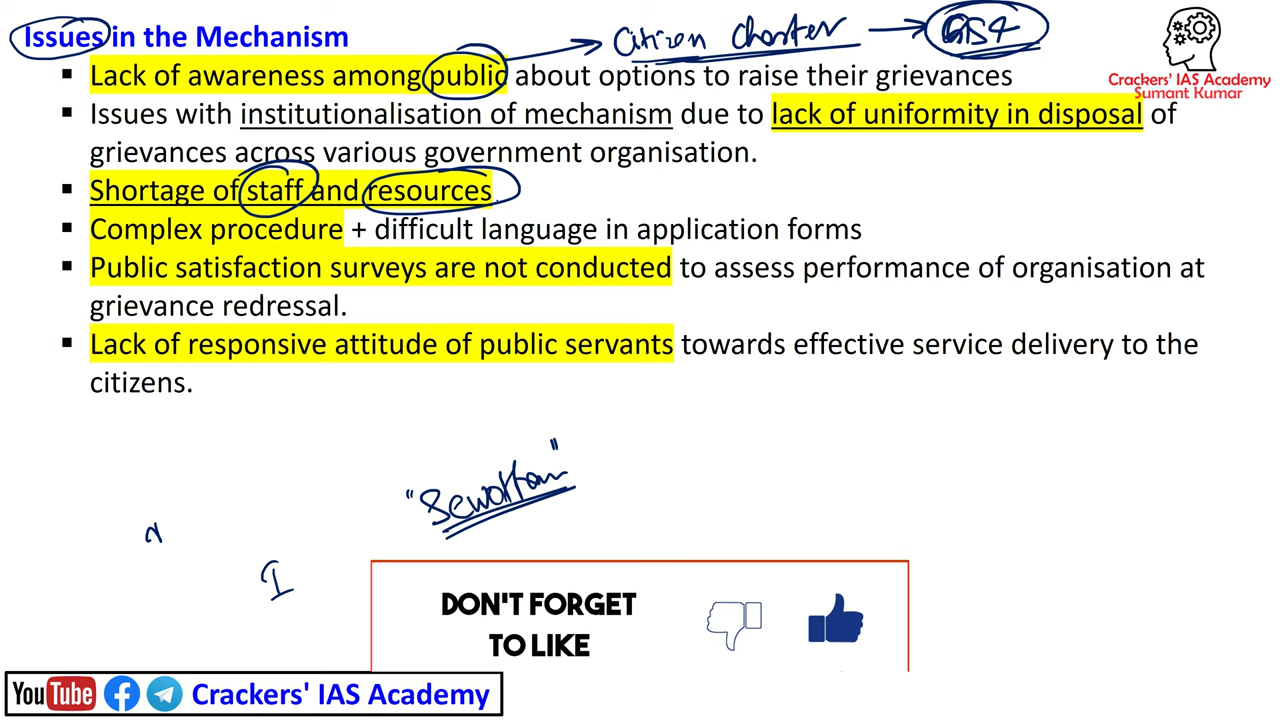 Issues in the Mechanism
Citizen Charter → GS4
▪ Lack of awareness among public about options to raise their grievances
▪ Issues with institutionalisation of mechanism due to lack of uniformity in disposal of
grievances across various government organisation.
▪ Shortage of staff and resources
▪ Complex procedure + difficult language in application forms
▪ Public satisfaction surveys are not conducted to assess performance of organisation at
grievance redressal.
▪ Lack of responsive attitude of public servants towards effective service delivery to the
citizens.
Crackers' IAS Academy
Sumant Kumar
"Sewottam"
I
DON'T FORGET
TO LIKE
YouTube Crackers' IAS Academy